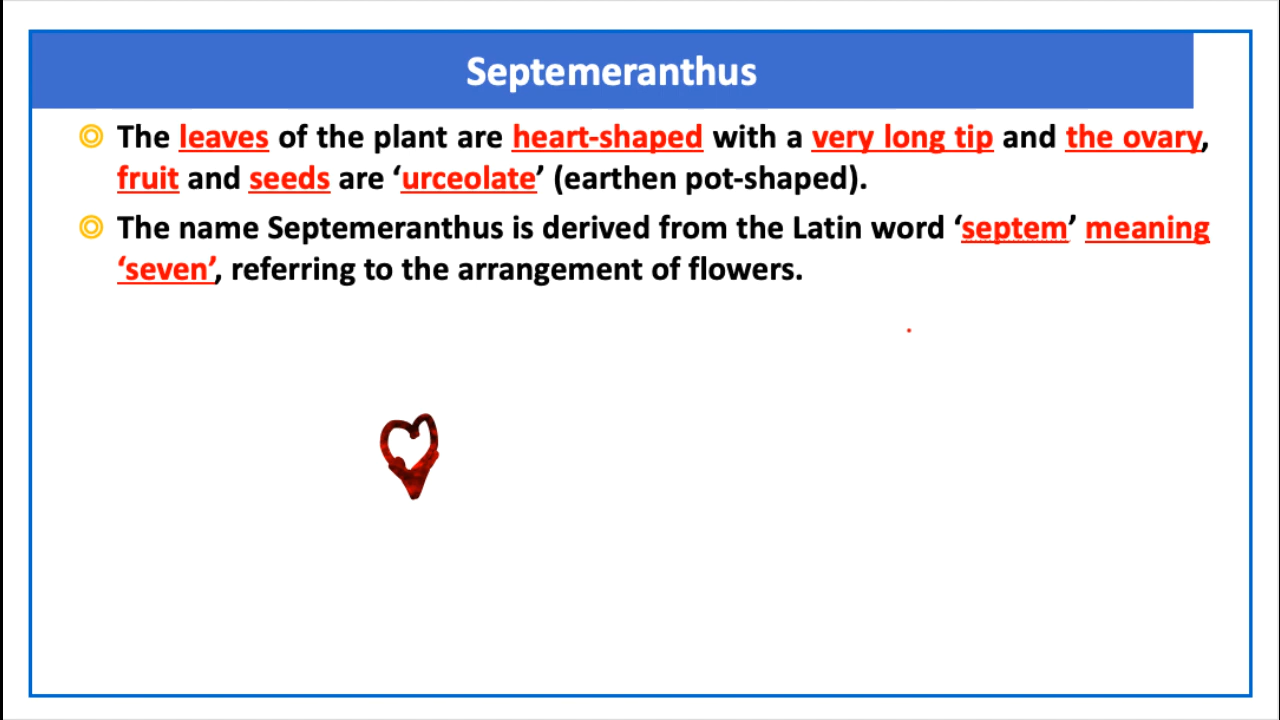 Septemeranthus
The leaves of the plant are heart-shaped with a very long tip and the ovary,
fruit and seeds are ‘urceolate’ (earthen pot-shaped).
The name Septemeranthus is derived from the Latin word ‘septem’ meaning
‘seven’, referring to the arrangement of flowers.